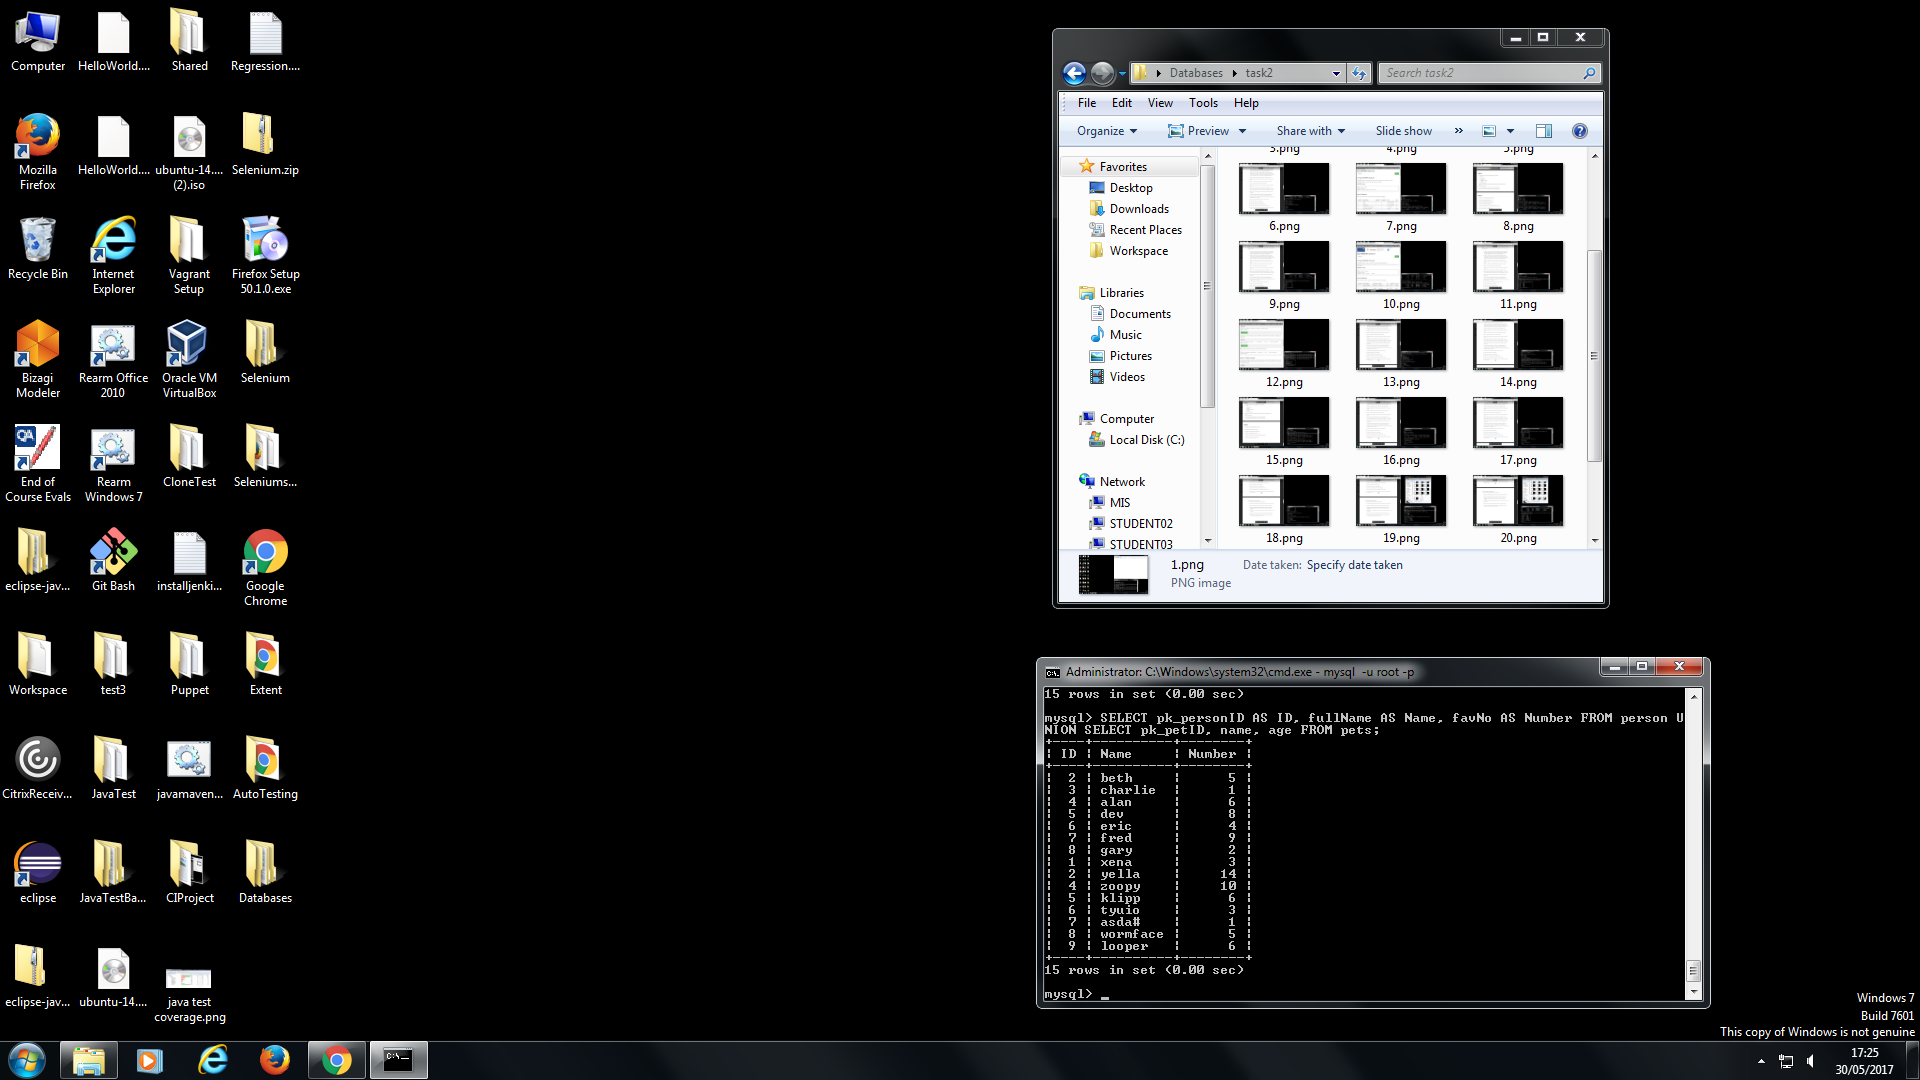 Computer
HelloWorld....
Shared
Regression....
Mozilla
Firefox
HelloWorld....
ubuntu-14....
(2).iso
Selenium.zip
Recycle Bin
Internet
Explorer
Vagrant
Setup
Firefox Setup
50.1.0.exe
Bizagi
Modeler
Rearm Office
2010
Oracle VM
VirtualBox
Selenium
QA
End of
Course Evals
Rearm
Windows 7
CloneTest
Seleniums...
eclipse-jav...
Git Bash
installjenki...
Google
Chrome
Workspace
test3
Puppet
Extent
CitrixReceiv...
JavaTest
javamaven...
AutoTesting
eclipse
JavaTestBa...
CIProject
Databases
eclipse-jav...
ubuntu-14....
java test
coverage.png
Databases
task2
Search task2
File
Edit
View
Tools
Help
Organize
Preview
Share with
Slide show
»
Favorites
Desktop
Downloads
Recent Places
Workspace
Libraries
Documents
Music
Pictures
Videos
Computer
Local Disk (C:)
Network
MIS
STUDENT02
STUDENT03
3.png
4.png
5.png
6.png
7.png
8.png
9.png
10.png
11.png
12.png
13.png
14.png
15.png
16.png
17.png
18.png
19.png
20.png
1.png
PNG image
Date taken: Specify date taken
Administrator: C:\Windows\system32\cmd.exe - mysql  -u root -p
15 rows in set (0.00 sec)
mysql> SELECT pk_personID AS ID, fullName AS Name, favNo AS Number FROM person U
NION SELECT pk_petID, name, age FROM pets;
+----+----------+--------+
| ID | Name     | Number |
+----+----------+--------+
|  2 | beth     |      5 |
|  3 | charlie  |      1 |
|  4 | alan     |      6 |
|  5 | dev      |      8 |
|  6 | eric     |      4 |
|  7 | fred     |      9 |
|  8 | gary     |      2 |
|  1 | xena     |      3 |
|  2 | yella    |     14 |
|  4 | zoopy    |     10 |
|  5 | klipp    |      6 |
|  6 | tyuio    |      3 |
|  7 | asda#    |      1 |
|  8 | wormface |      5 |
|  9 | looper   |      6 |
+----+----------+--------+
15 rows in set (0.00 sec)
mysql> _
Windows 7
Build 7601
This copy of Windows is not genuine
C:\_
17:25
30/05/2017